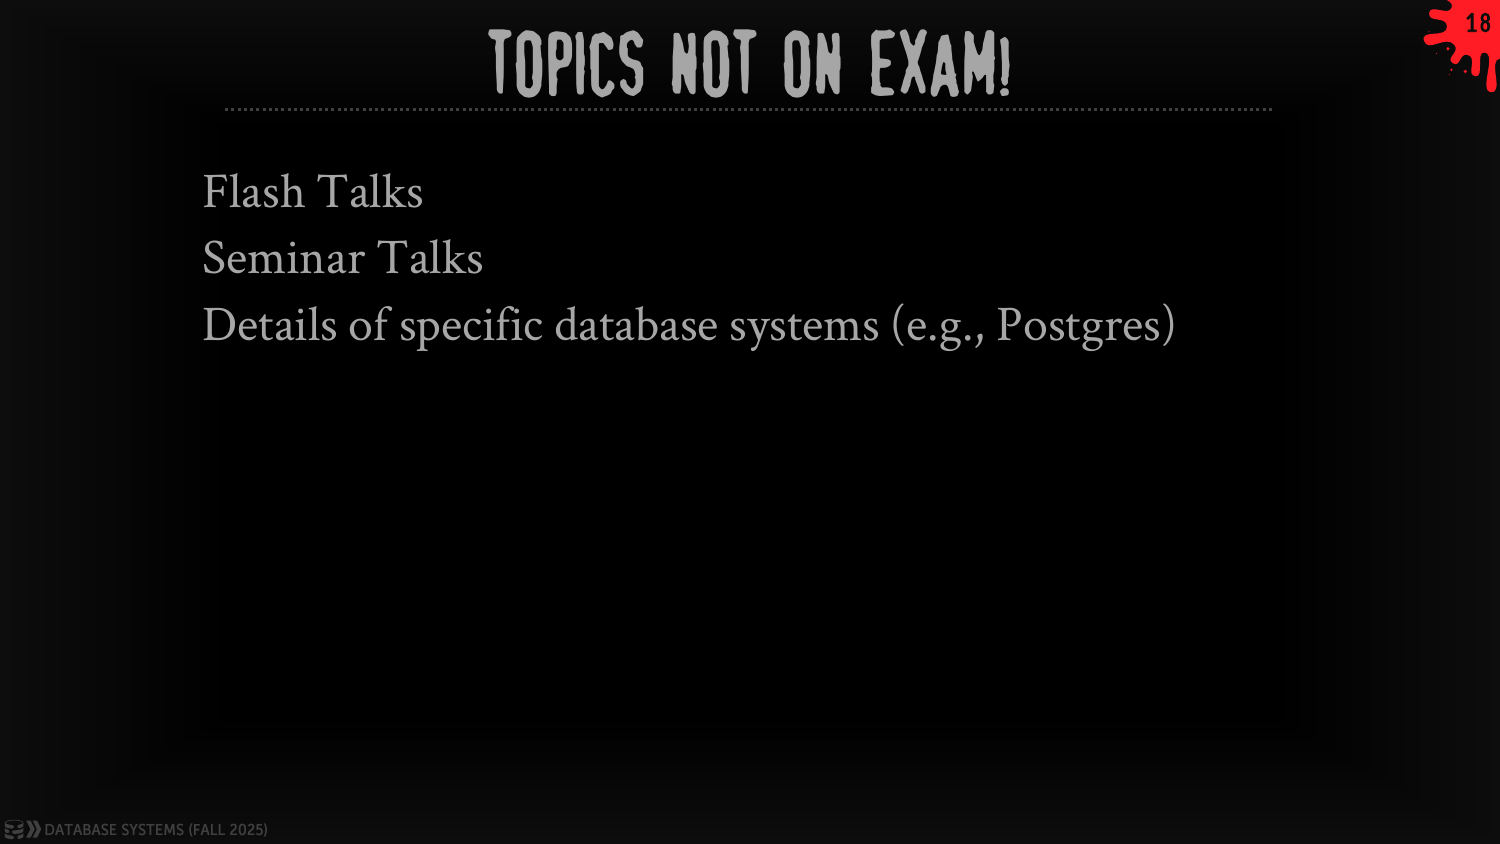 TOPICS NOT ON EXAM!
18
Flash Talks
Seminar Talks
Details of specific database systems (e.g., Postgres)
DATABASE SYSTEMS (FALL 2025)